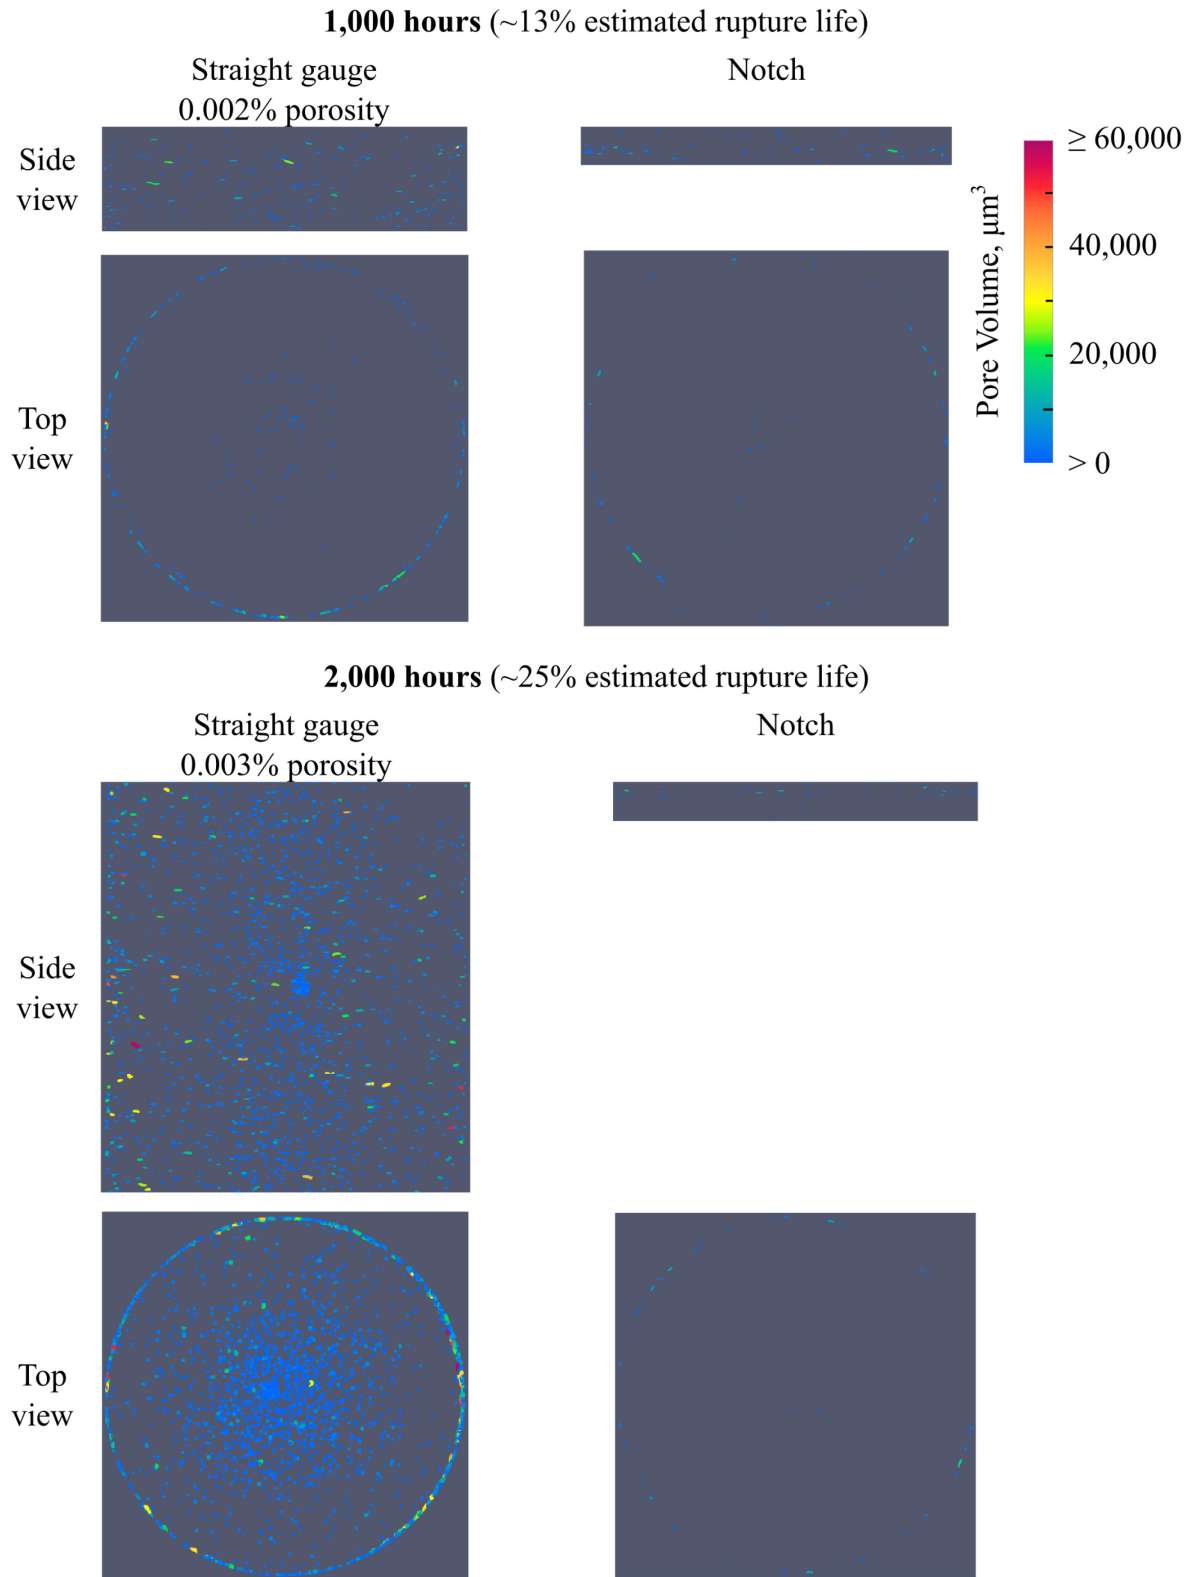 1,000 hours (~13% estimated rupture life)
Straight gauge
0.002% porosity
Notch
Side
view
Top
view
Pore Volume, μm³
≥ 60,000
40,000
20,000
> 0
2,000 hours (~25% estimated rupture life)
Straight gauge
0.003% porosity
Notch
Side
view
Top
view